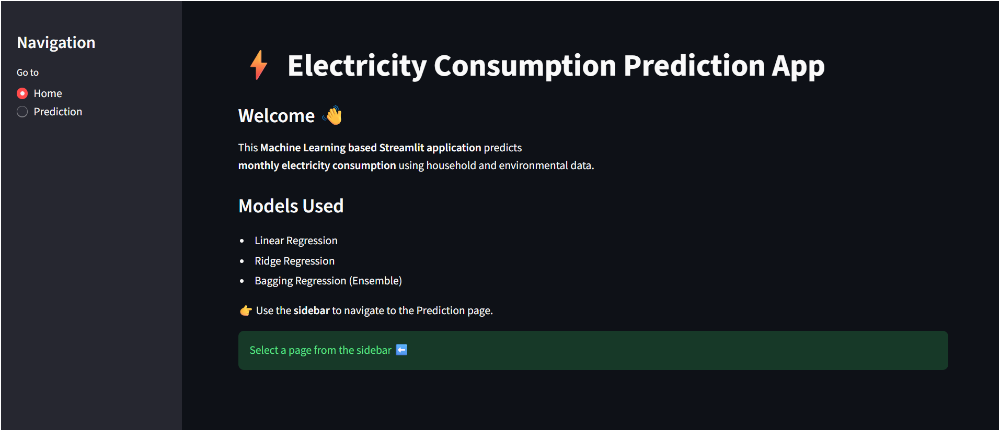 Navigation
Go to
Home
Prediction
⚡ Electricity Consumption Prediction App
Welcome 👋
This Machine Learning based Streamlit application predicts
monthly electricity consumption using household and environmental data.
Models Used
• Linear Regression
• Ridge Regression
• Bagging Regression (Ensemble)
👉 Use the sidebar to navigate to the Prediction page.
Select a page from the sidebar ⬅️